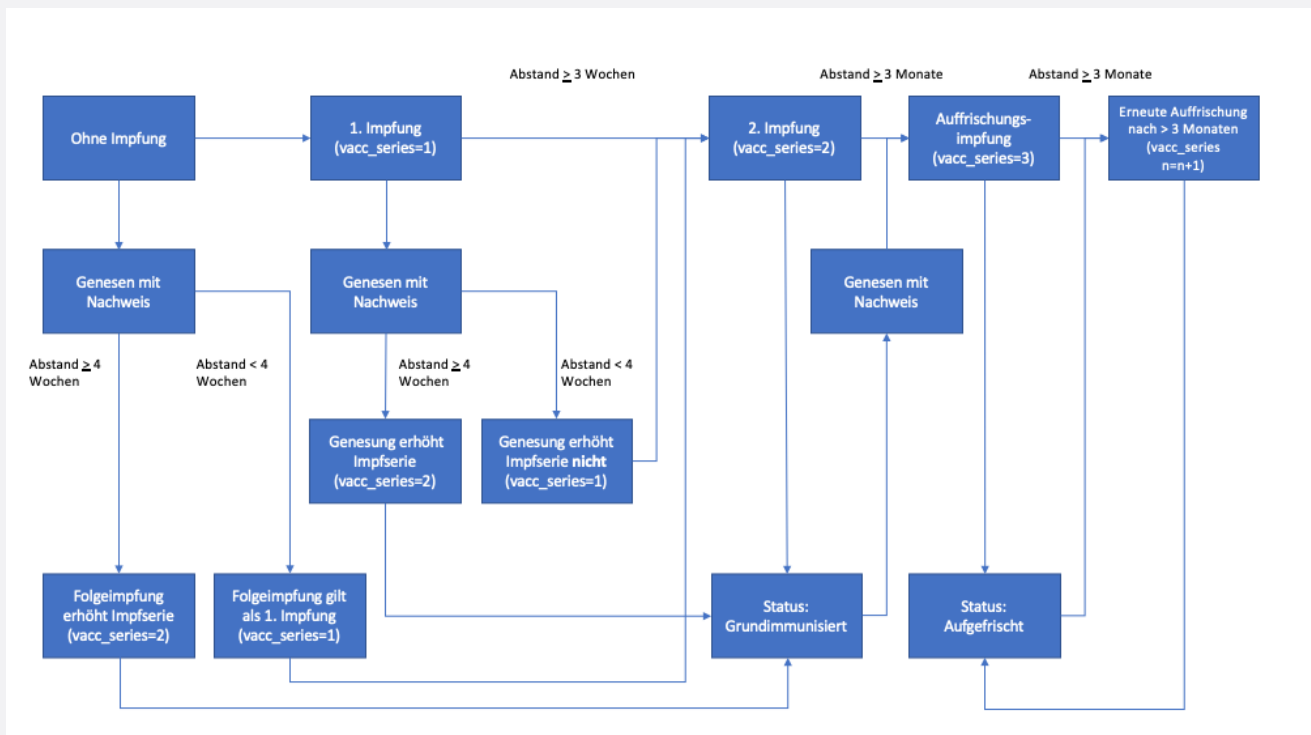 Abstand ≥ 3 Wochen
Abstand ≥ 3 Monate
Abstand ≥ 3 Monate
Ohne Impfung
1. Impfung
(vacc_series=1)
2. Impfung
(vacc_series=2)
Auffrischungs-
impfung
(vacc_series=3)
Erneute Auffrischung
nach > 3 Monaten
(vacc_series
n=n+1)
Genesen mit
Nachweis
Genesen mit
Nachweis
Genesen mit
Nachweis
Abstand ≥ 4
Wochen
Abstand < 4
Wochen
Abstand ≥ 4
Wochen
Abstand < 4
Wochen
Genesung erhöht
Impfserie
(vacc_series=2)
Genesung erhöht
Impfserie nicht
(vacc_series=1)
Folgeimpfung
erhöht Impfserie
(vacc_series=2)
Folgeimpfung gilt
als 1. Impfung
(vacc_series=1)
Status:
Grundimmunisiert
Status:
Aufgefrischt